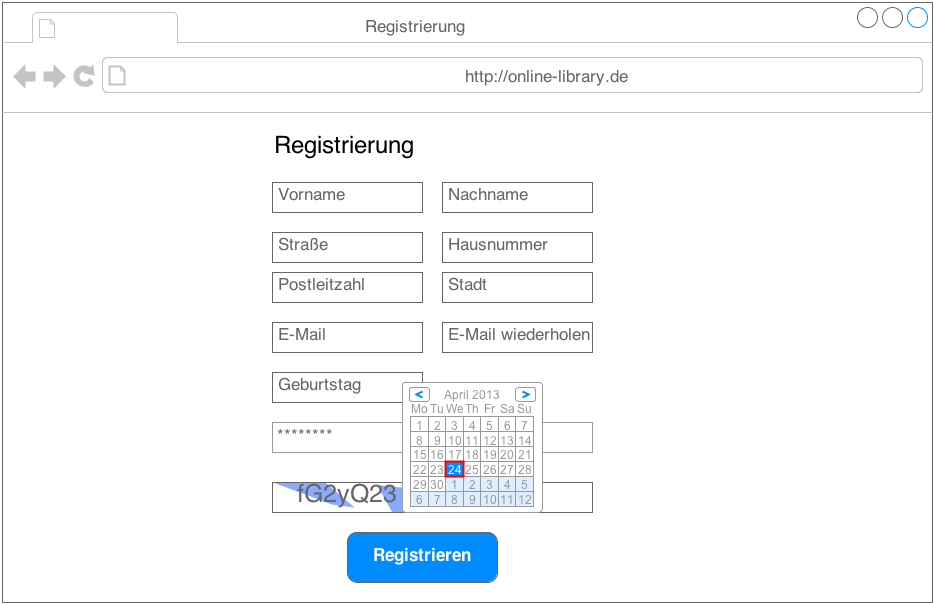 Registrierung
http://online-library.de
Registrierung
Vorname Nachname
Straße Hausnummer
Postleitzahl Stadt
E-Mail E-Mail wiederholen
Geburtstag
< April 2013 >
Mo Tu We Th Fr Sa Su
1 2 3 4 5 6 7
8 9 10 11 12 13 14
15 16 17 18 19 20 21
22 23 24 25 26 27 28
29 30 1 2 3 4 5
6 7 8 9 10 11 12
********
fG2yQ23
Registrieren